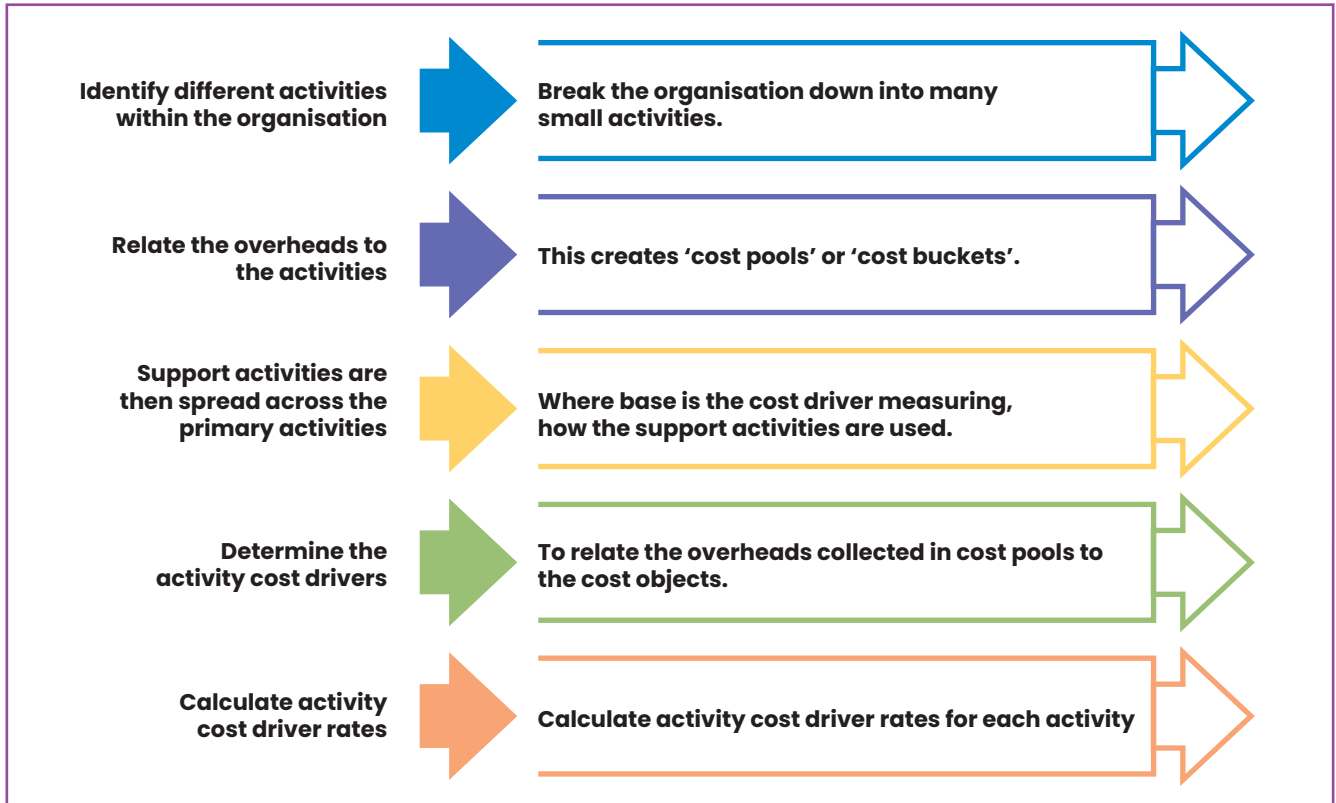 Identify different activities
within the organisation
Break the organisation down into many
small activities.
Relate the overheads to
the activities
This creates ‘cost pools’ or ‘cost buckets’.
Support activities are
then spread across the
primary activities
Where base is the cost driver measuring,
how the support activities are used.
Determine the
activity cost drivers
To relate the overheads collected in cost pools to
the cost objects.
Calculate activity
cost driver rates
Calculate activity cost driver rates for each activity